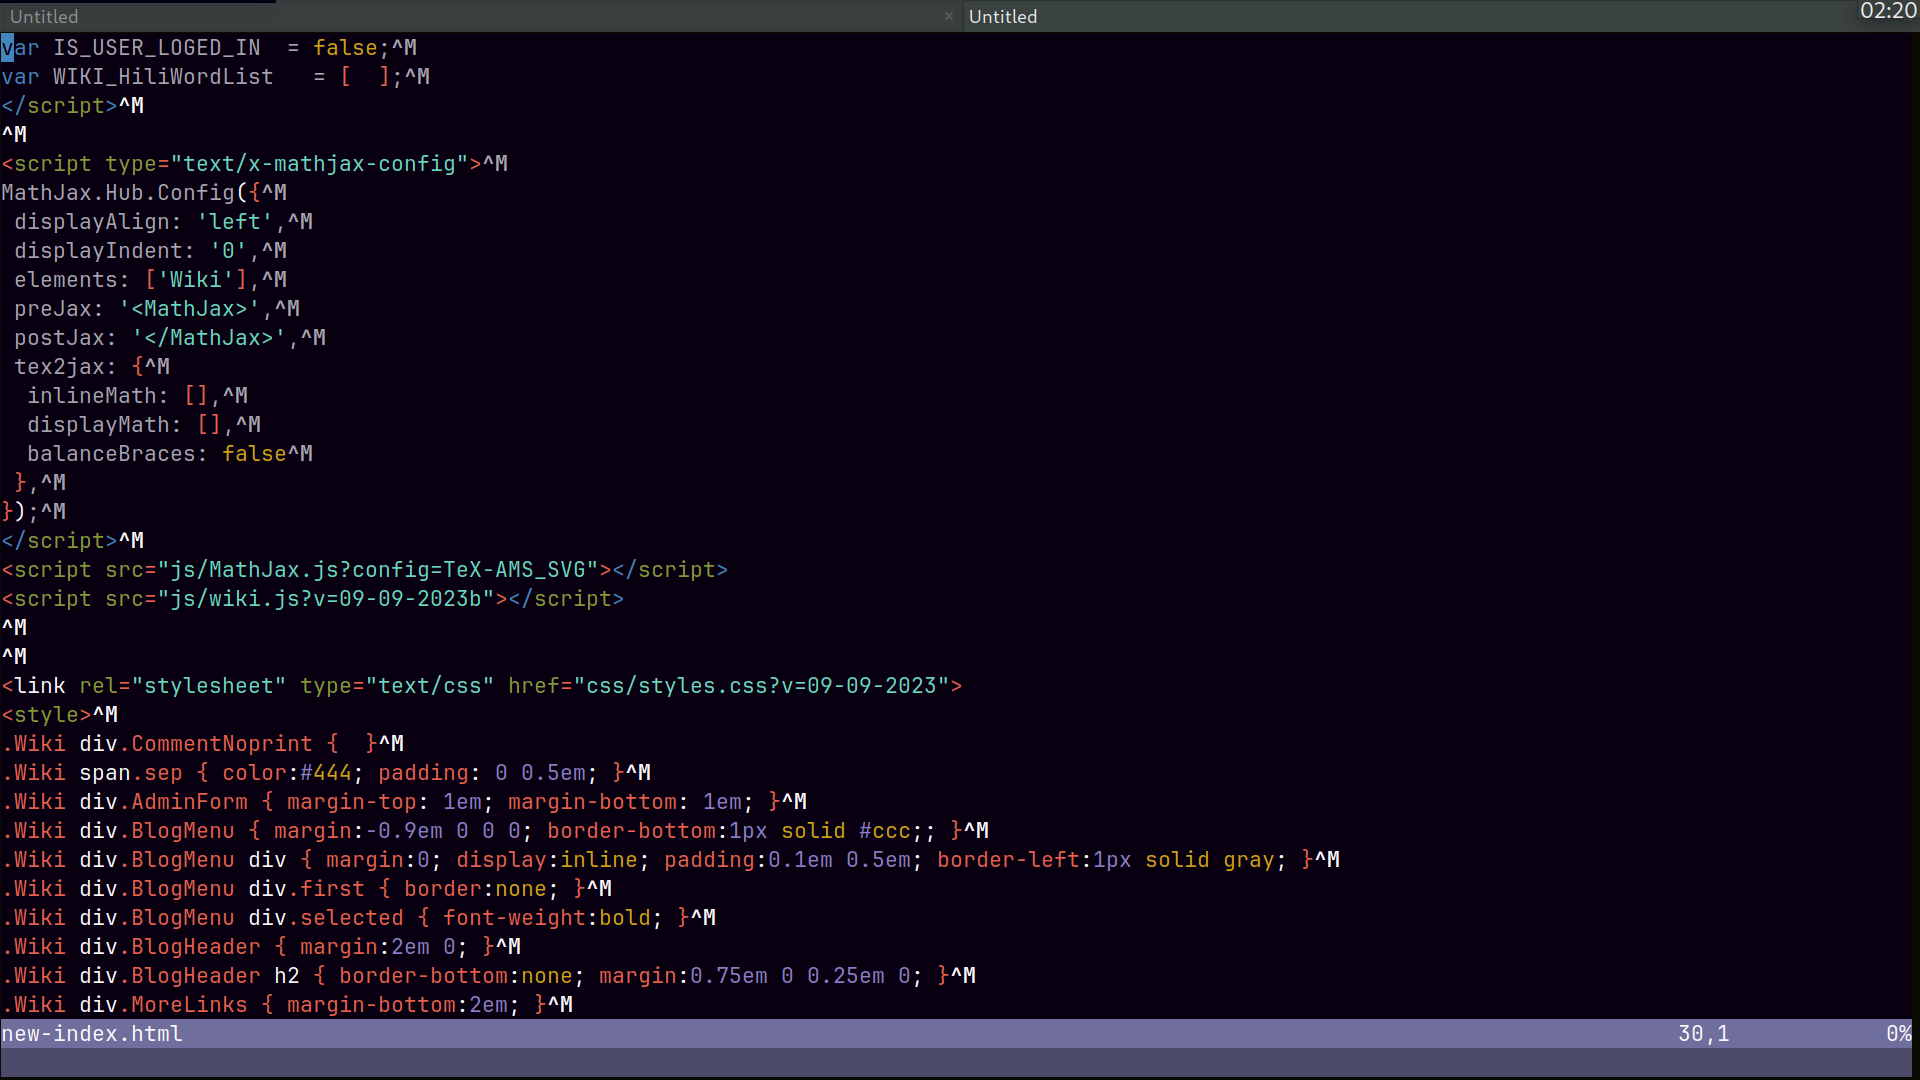 Untitled × Untitled 02:20
var IS_USER_LOGED_IN  = false;^M
var WIKI_HiliWordList   = [  ];^M
</script>^M
^M
<script type="text/x-mathjax-config">^M
MathJax.Hub.Config({^M
 displayAlign: 'left',^M
 displayIndent: '0',^M
 elements: ['Wiki'],^M
 preJax: '<MathJax>',^M
 postJax: '</MathJax>',^M
 tex2jax: {^M
  inlineMath: [],^M
  displayMath: [],^M
  balanceBraces: false^M
 },^M
});^M
</script>^M
<script src="js/MathJax.js?config=TeX-AMS_SVG"></script>
<script src="js/wiki.js?v=09-09-2023b"></script>
^M
^M
<link rel="stylesheet" type="text/css" href="css/styles.css?v=09-09-2023">
<style>^M
.Wiki div.CommentNoprint {  }^M
.Wiki span.sep { color:#444; padding: 0 0.5em; }^M
.Wiki div.AdminForm { margin-top: 1em; margin-bottom: 1em; }^M
.Wiki div.BlogMenu { margin:-0.9em 0 0 0; border-bottom:1px solid #ccc;; }^M
.Wiki div.BlogMenu div { margin:0; display:inline; padding:0.1em 0.5em; border-left:1px solid gray; }^M
.Wiki div.BlogMenu div.first { border:none; }^M
.Wiki div.BlogMenu div.selected { font-weight:bold; }^M
.Wiki div.BlogHeader { margin:2em 0; }^M
.Wiki div.BlogHeader h2 { border-bottom:none; margin:0.75em 0 0.25em 0; }^M
.Wiki div.MoreLinks { margin-bottom:2em; }^M
new-index.html 30,1 0%